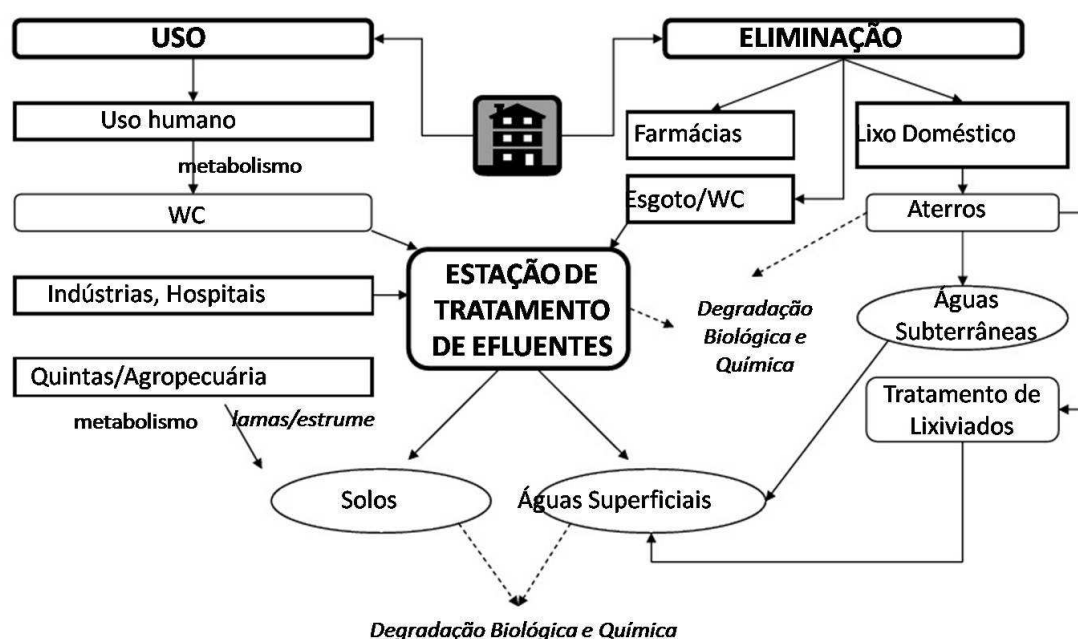 USO
ELIMINAÇÃO
Uso humano
metabolismo
WC
Farmácias
Lixo Doméstico
Esgoto/WC
Aterros
Indústrias, Hospitais
ESTAÇÃO DE
TRATAMENTO
DE EFLUENTES
Degradação
Biológica e
Química
Águas
Subterrâneas
Quintas/Agropecuária
metabolismo
lamas/estrume
Tratamento de
Lixiviados
Solos
Águas Superficiais
Degradação Biológica e Química